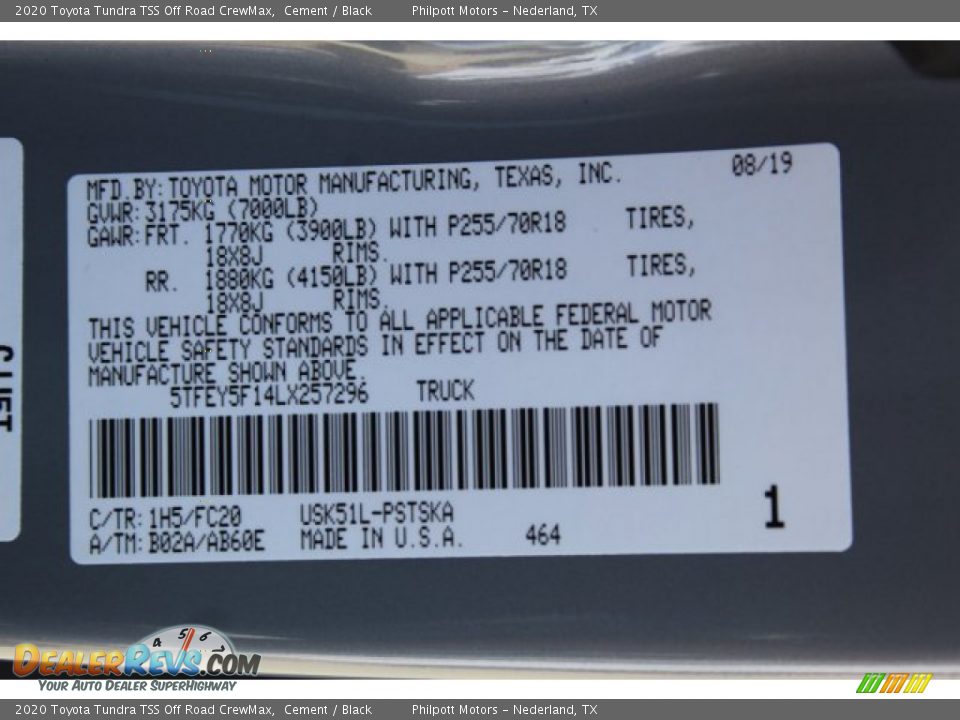 2020 Toyota Tundra TSS Off Road CrewMax, Cement / Black Philpott Motors - Nederland, TX
08/19
MFD.BY:TOYOTA MOTOR MANUFACTURING, TEXAS, INC.
GVWR:3175KG (7000LB)
GAWR:FRT. 1770KG (3900LB) WITH P255/70R18 TIRES,
18X8J RIMS.
RR. 1880KG (4150LB) WITH P255/70R18 TIRES,
18X8J RIMS.
THIS VEHICLE CONFORMS TO ALL APPLICABLE FEDERAL MOTOR
VEHICLE SAFETY STANDARDS IN EFFECT ON THE DATE OF
MANUFACTURE SHOWN ABOVE.
5TFEY5F14LX257296 TRUCK
C/TR:1H5/FC20 USK51L-PSTSKA
A/TM:B02A/AB60E MADE IN U.S.A. 464
1
4 5 6
DEALERREVS.COM
YOUR AUTO DEALER SUPERHIGHWAY
2020 Toyota Tundra TSS Off Road CrewMax, Cement / Black Philpott Motors - Nederland, TX